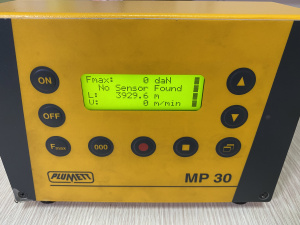 ON
Fmax: 0 daN
No Sensor Found
L: 3929.6 m
U: 0 m/min
OFF
Fmax
000
PLUMETT
MP 30